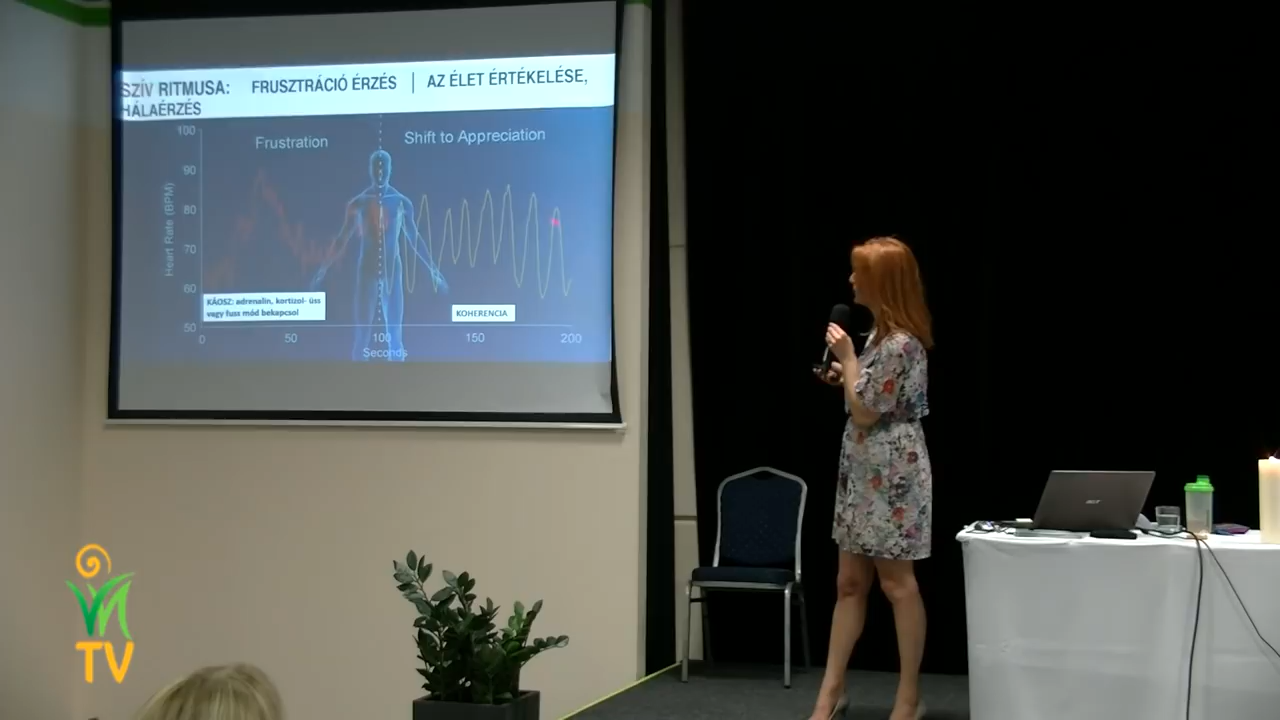 SZÍV RITMUSA: FRUSZTRÁCIÓ ÉRZÉS | AZ ÉLET ÉRTÉKELÉSE,
HÁLAÉRZÉS
Frustration
Shift to Appreciation
Heart Rate (BPM)
100
90
80
70
60
50
KÁOSZ: adrenalin, kortizol- üss
vagy fuss mód bekapcsol
KOHERENCIA
0 50 100 150 200
Seconds
acer
TV